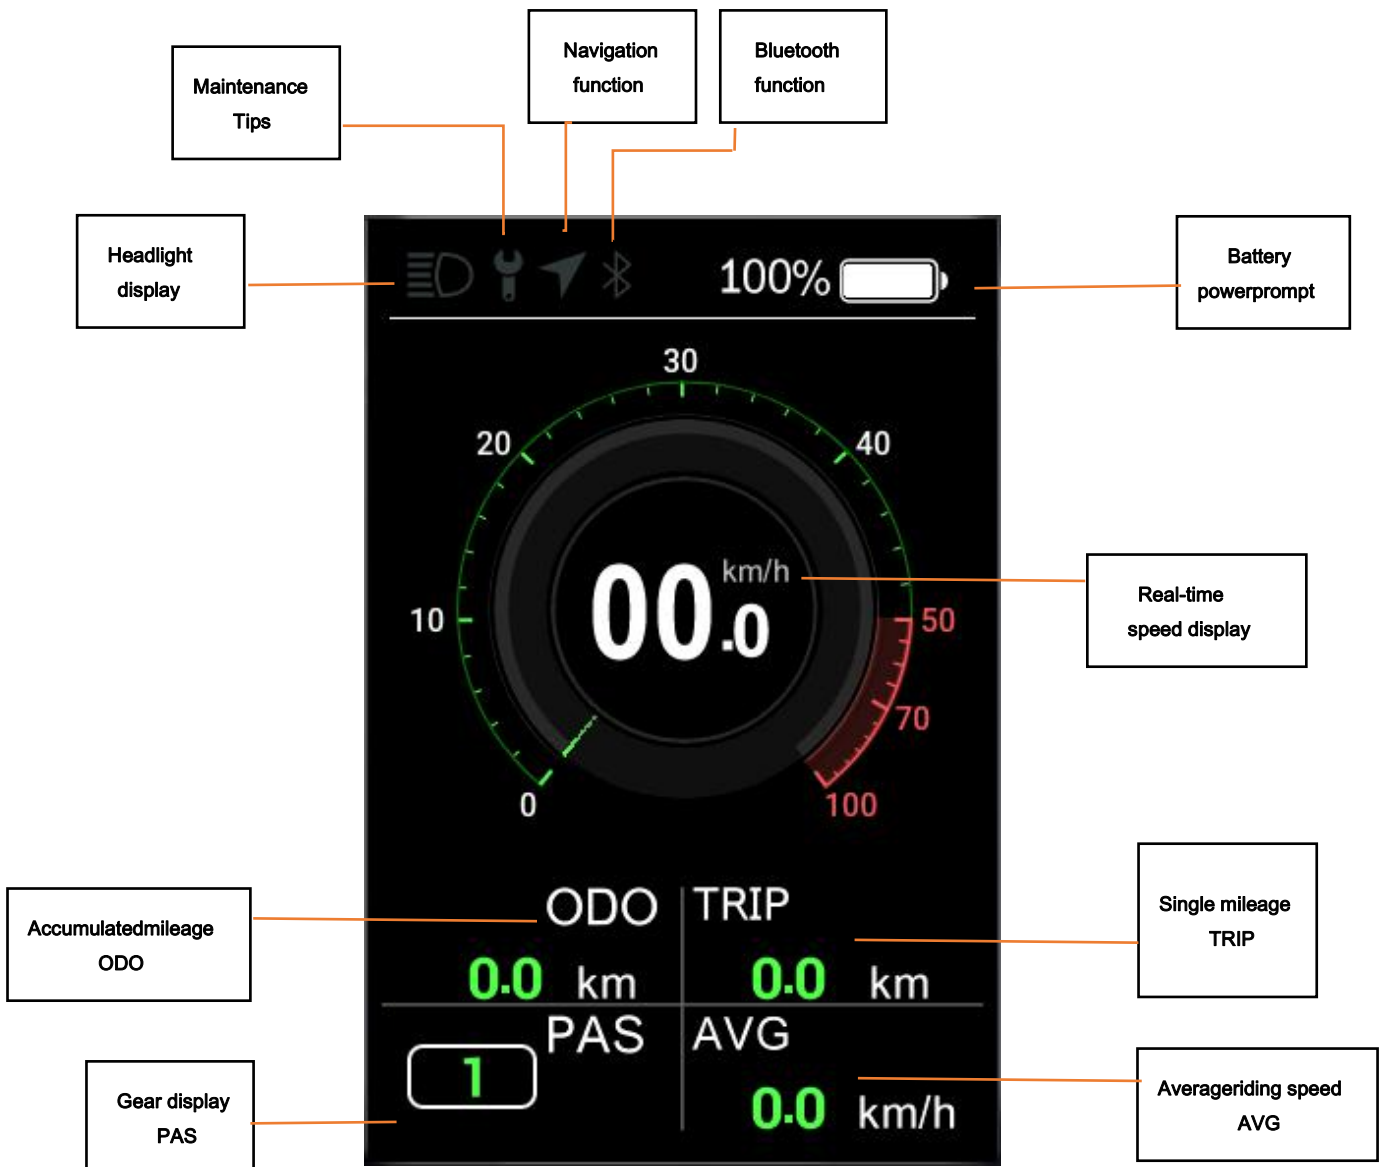 Navigation
function
Bluetooth
function
Maintenance
Tips
Headlight
display
Battery
powerprompt
100%
30
20
40
10
50
km/h
00.0
Real-time
speed display
70
0
100
ODO
TRIP
Accumulatedmileage
ODO
Single mileage
TRIP
0.0 km
0.0 km
PAS
AVG
1
0.0 km/h
Gear display
PAS
Averageriding speed
AVG